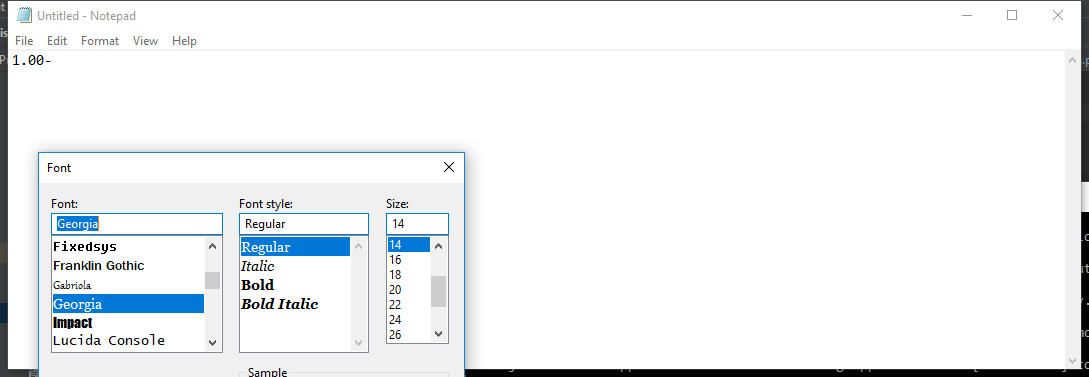 Untitled - Notepad
File Edit Format View Help
1.00-
Font
Font: Font style: Size:
Georgia Regular 14
Fixedsys Regular 14
Franklin Gothic Italic 16
Gabriola Bold 18
Georgia Bold Italic 20
Impact 22
Lucida Console 24
26
Sample